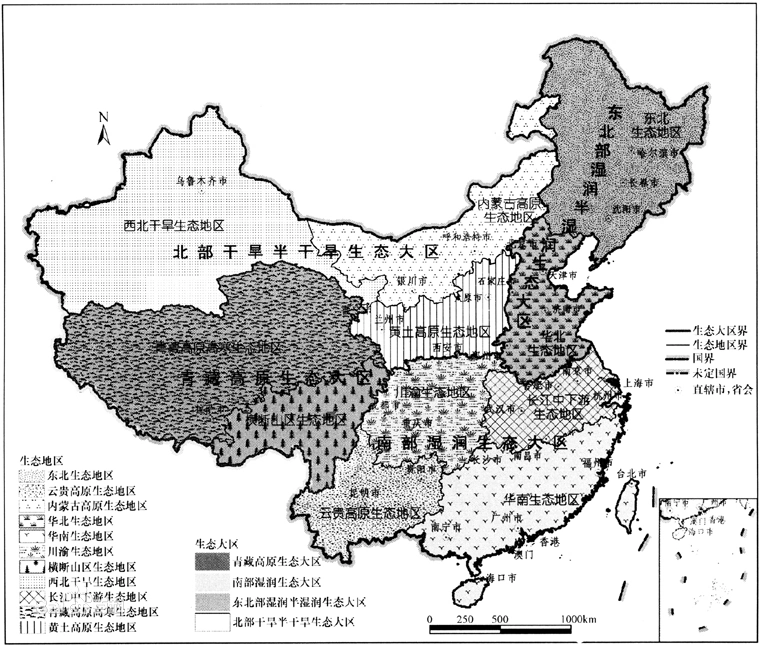 N
东北部湿润半湿润生态大区
东北
生态地区
哈尔滨市
长春市
沈阳市
乌鲁木齐市
西北干旱生态地区
内蒙古高原
生态地区
呼和浩特市
北部干旱半干旱生态大区
银川市
石家庄市
天津市
太原市
济南市
兰州市
黄土高原生态地区
西安市
华北
生态地区
青藏高原高寒生态地区
青藏高原生态大区
横断山区生态地区
川渝生态地区
重庆市
南京市
上海市
杭州市
武汉市
长江中下游
生态地区
南部湿润生态大区
长沙市
南昌市
贵阳市
福州市
台北市
昆明市
云贵高原生态地区
华南生态地区
南宁市
广州市
香港
澳门
海口市
生态大区界
生态地区界
国界
未定国界
直辖市,省会
南宁市
广州市
澳门 香港
海口市
生态地区
东北生态地区
云贵高原生态地区
内蒙古高原生态地区
华北生态地区
华南生态地区
川渝生态地区
横断山区生态地区
西北干旱生态地区
长江中下游生态地区
青藏高原高寒生态地区
黄土高原生态地区
生态大区
青藏高原生态大区
南部湿润生态大区
东北部湿润半湿润生态大区
北部干旱半干旱生态大区
0 250 500 1000km